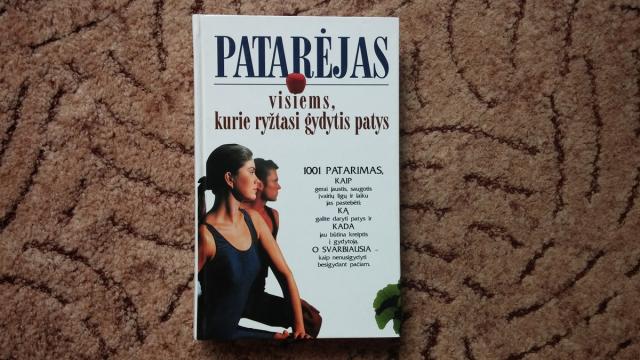 PATARĖJAS
visiems,
kurie ryžtasi gydytis patys
1001 PATARIMAS,
KAIP
gerai jaustis, saugotis
įvairių ligų ir laiku
jas pastebėti.
KĄ
galite daryti patys ir
KADA
jau būtina kreiptis
į gydytoją.
O SVARBIAUSIA –
kaip nenusigydyti
besigydant pačiam.